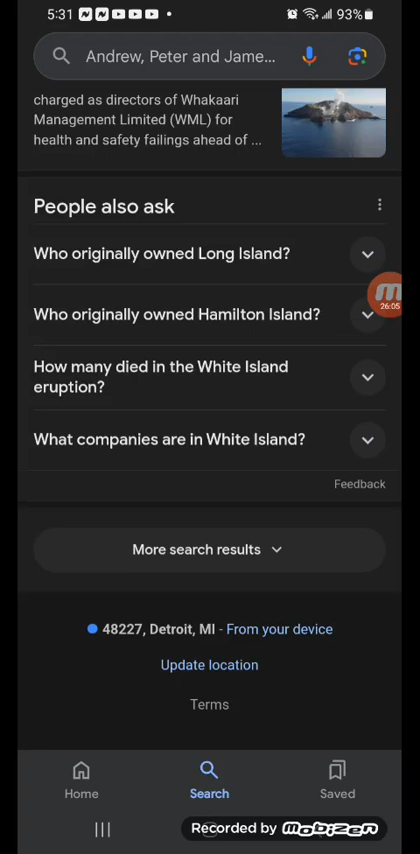 5:31
93%
Andrew, Peter and Jame...
charged as directors of Whakaari
Management Limited (WML) for
health and safety failings ahead of ...
People also ask
Who originally owned Long Island?
26:05
Who originally owned Hamilton Island?
How many died in the White Island
eruption?
What companies are in White Island?
Feedback
More search results
48227, Detroit, MI - From your device
Update location
Terms
Home
Search
Saved
Recorded by mobizen